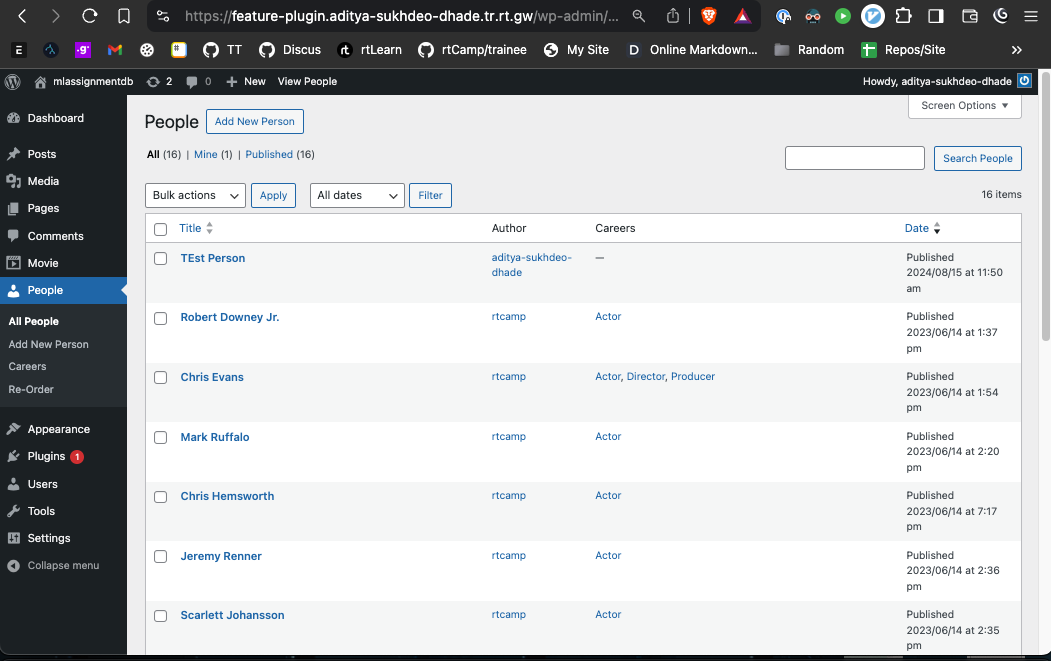 https://feature-plugin.aditya-sukhdeo-dhade.tr.rt.gw/wp-admin/...
E
g'
TT
Discus
rt
rtLearn
rtCamp/trainee
My Site
D
Online Markdown...
Random
Repos/Site
»
mlassignmentdb
2
0
New
View People
Howdy, aditya-sukhdeo-dhade
Screen Options ▼
Dashboard
Posts
Media
Pages
Comments
Movie
People
All People
Add New Person
Careers
Re-Order
Appearance
Plugins 1
Users
Tools
Settings
Collapse menu
People
Add New Person
All (16) | Mine (1) | Published (16)
Search People
Bulk actions
Apply
All dates
Filter
16 items
Title
Author
Careers
Date
TEst Person
aditya-sukhdeo-
dhade
—
Published
2024/08/15 at 11:50
am
Robert Downey Jr.
rtcamp
Actor
Published
2023/06/14 at 1:37
pm
Chris Evans
rtcamp
Actor, Director, Producer
Published
2023/06/14 at 1:54
pm
Mark Ruffalo
rtcamp
Actor
Published
2023/06/14 at 2:20
pm
Chris Hemsworth
rtcamp
Actor
Published
2023/06/14 at 7:17
pm
Jeremy Renner
rtcamp
Actor
Published
2023/06/14 at 2:36
pm
Scarlett Johansson
rtcamp
Actor
Published
2023/06/14 at 2:35
pm